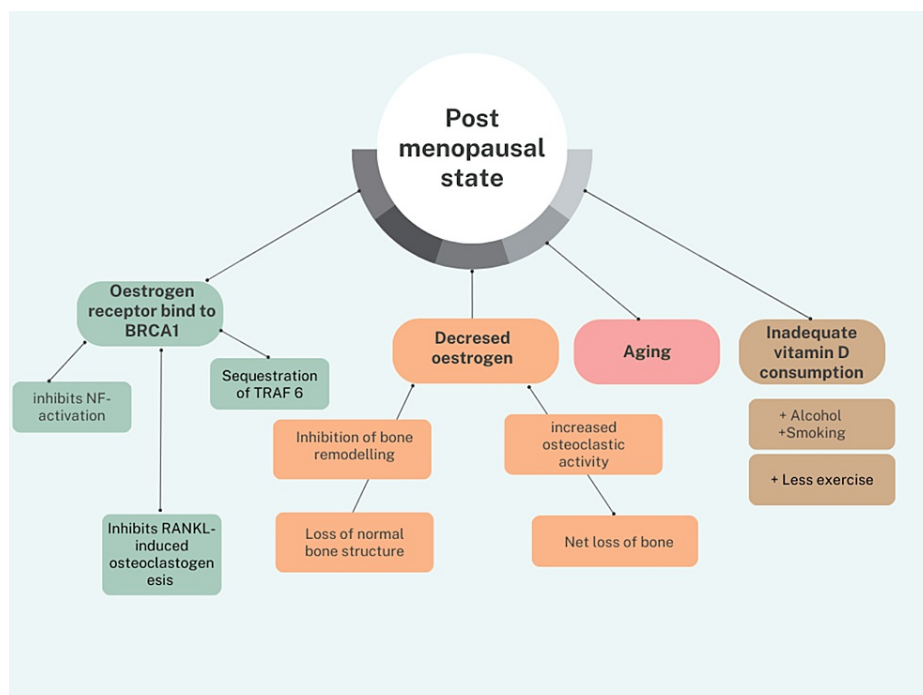 Post
menopausal
state
Oestrogen
receptor bind to
BRCA1
inhibits NF-
activation
Inhibits RANKL-
induced
osteoclastogen
esis
Sequestration
of TRAF 6
Decresed
oestrogen
Inhibition of bone
remodelling
Loss of normal
bone structure
increased
osteoclastic
activity
Net loss of bone
Aging
Inadequate
vitamin D
consumption
+ Alcohol
+Smoking
+ Less exercise